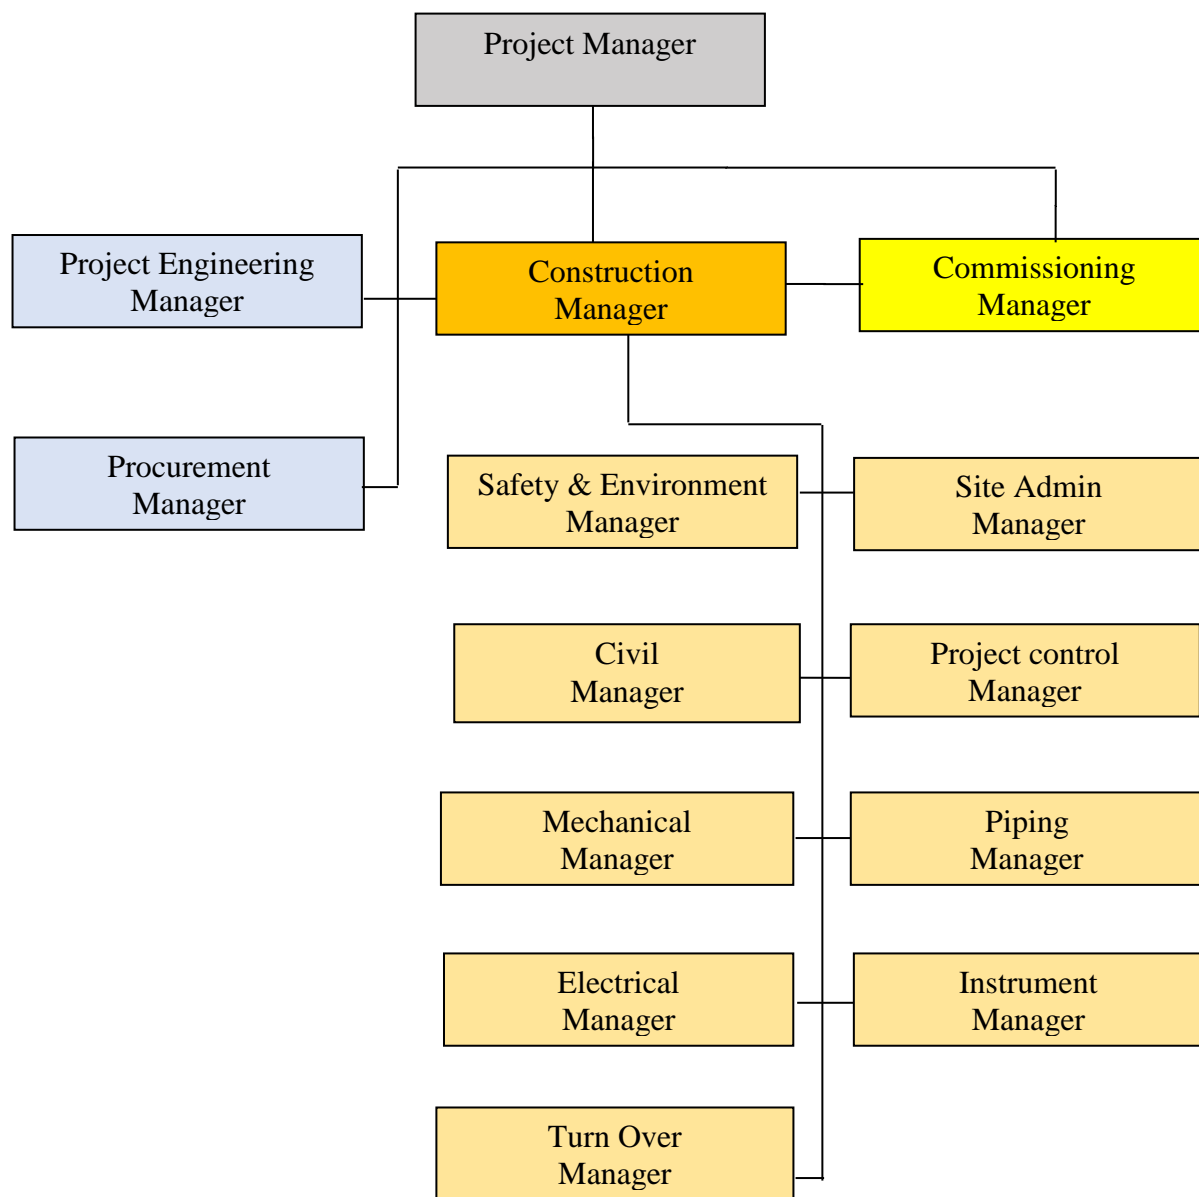 Project Manager
Project Engineering
Manager
Construction
Manager
Commissioning
Manager
Procurement
Manager
Safety & Environment
Manager
Site Admin
Manager
Civil
Manager
Project control
Manager
Mechanical
Manager
Piping
Manager
Electrical
Manager
Instrument
Manager
Turn Over
Manager